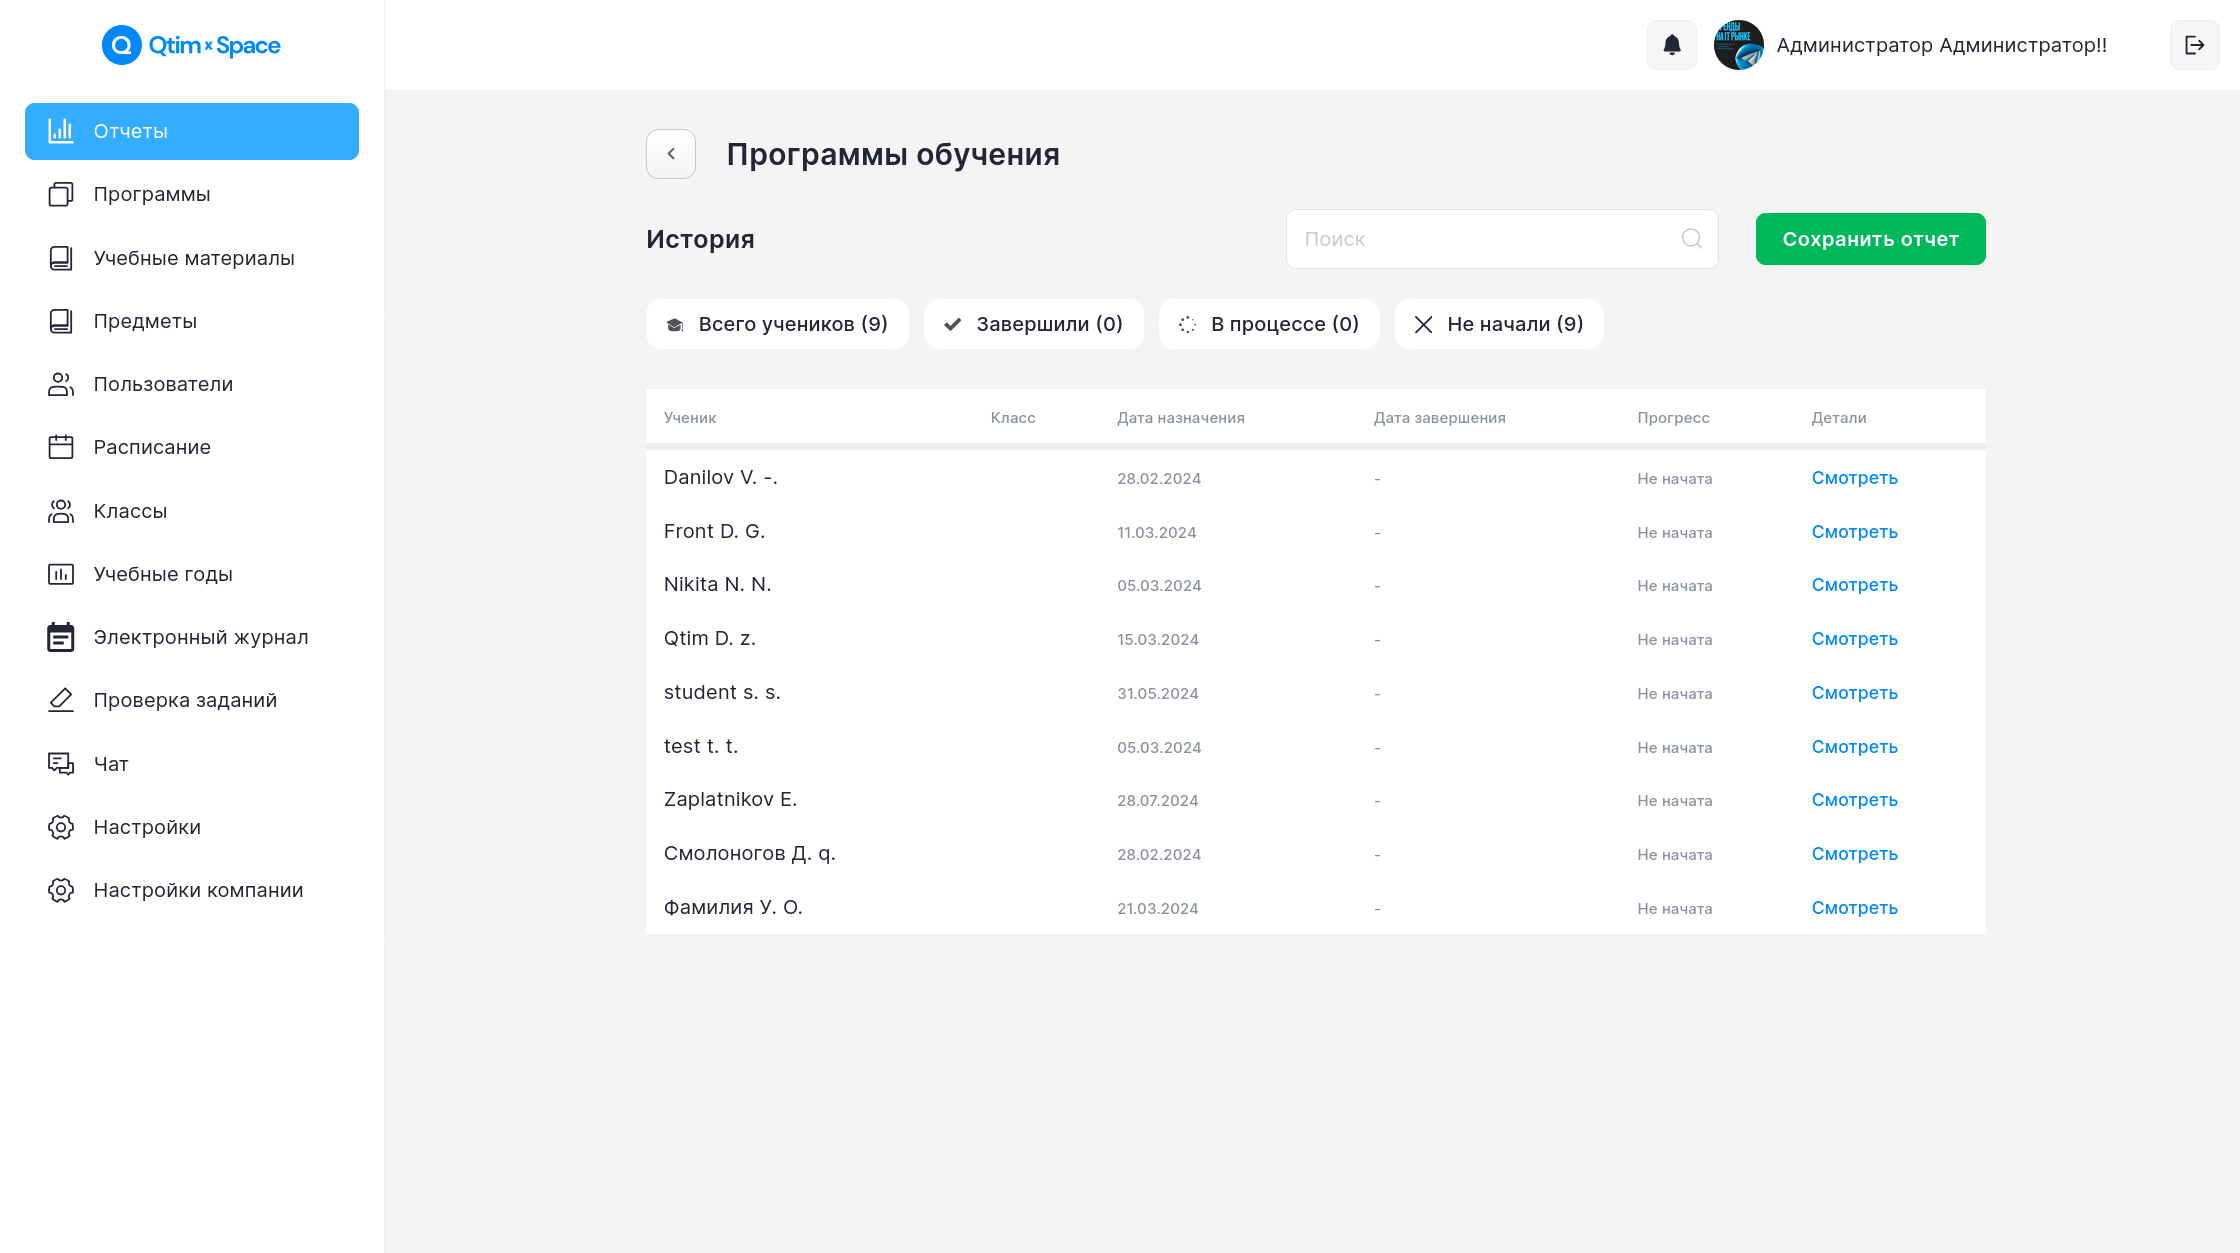 Qtim × Space
Администратор Администратор!!
Отчеты
Программы
Учебные материалы
Предметы
Пользователи
Расписание
Классы
Учебные годы
Электронный журнал
Проверка заданий
Чат
Настройки
Настройки компании
Программы обучения
История
Поиск
Сохранить отчет
Всего учеников (9) Завершили (0) В процессе (0) Не начали (9)
Ученик Класс Дата назначения Дата завершения Прогресс Детали
Danilov V. -. 28.02.2024 - Не начата Смотреть
Front D. G. 11.03.2024 - Не начата Смотреть
Nikita N. N. 05.03.2024 - Не начата Смотреть
Qtim D. z. 15.03.2024 - Не начата Смотреть
student s. s. 31.05.2024 - Не начата Смотреть
test t. t. 05.03.2024 - Не начата Смотреть
Zaplatnikov E. 28.07.2024 - Не начата Смотреть
Смолоногов Д. q. 28.02.2024 - Не начата Смотреть
Фамилия У. О. 21.03.2024 - Не начата Смотреть